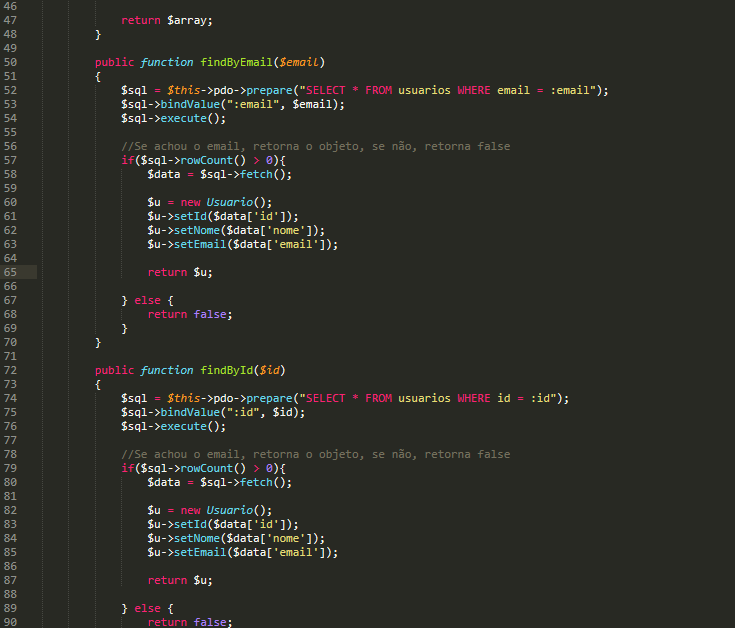 46
47 return $array;
48 }
49
50 public function findByEmail($email)
51 {
52 $sql = $this->pdo->prepare("SELECT * FROM usuarios WHERE email = :email");
53 $sql->bindValue(":email", $email);
54 $sql->execute();
55
56 //Se achou o email, retorna o objeto, se não, retorna false
57 if($sql->rowCount() > 0){
58 $data = $sql->fetch();
59
60 $u = new Usuario();
61 $u->setId($data['id']);
62 $u->setNome($data['nome']);
63 $u->setEmail($data['email']);
64
65 return $u;
66
67 } else {
68 return false;
69 }
70 }
71
72 public function findById($id)
73 {
74 $sql = $this->pdo->prepare("SELECT * FROM usuarios WHERE id = :id");
75 $sql->bindValue(":id", $id);
76 $sql->execute();
77
78 //Se achou o email, retorna o objeto, se não, retorna false
79 if($sql->rowCount() > 0){
80 $data = $sql->fetch();
81
82 $u = new Usuario();
83 $u->setId($data['id']);
84 $u->setNome($data['nome']);
85 $u->setEmail($data['email']);
86
87 return $u;
88
89 } else {
90 return false;